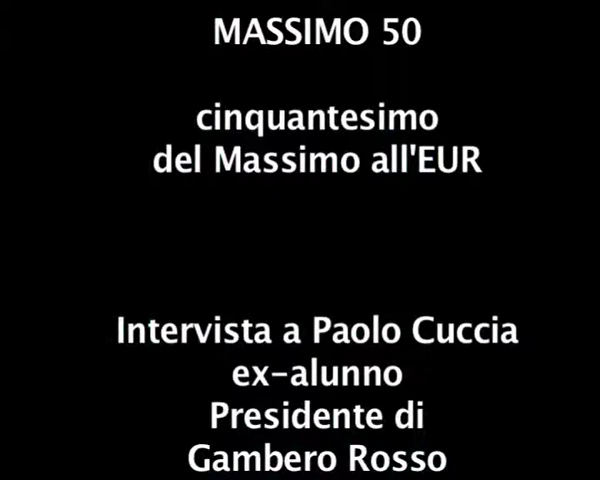 MASSIMO 50
cinquantesimo
del Massimo all'EUR
Intervista a Paolo Cuccia
ex-alunno
Presidente di
Gambero Rosso